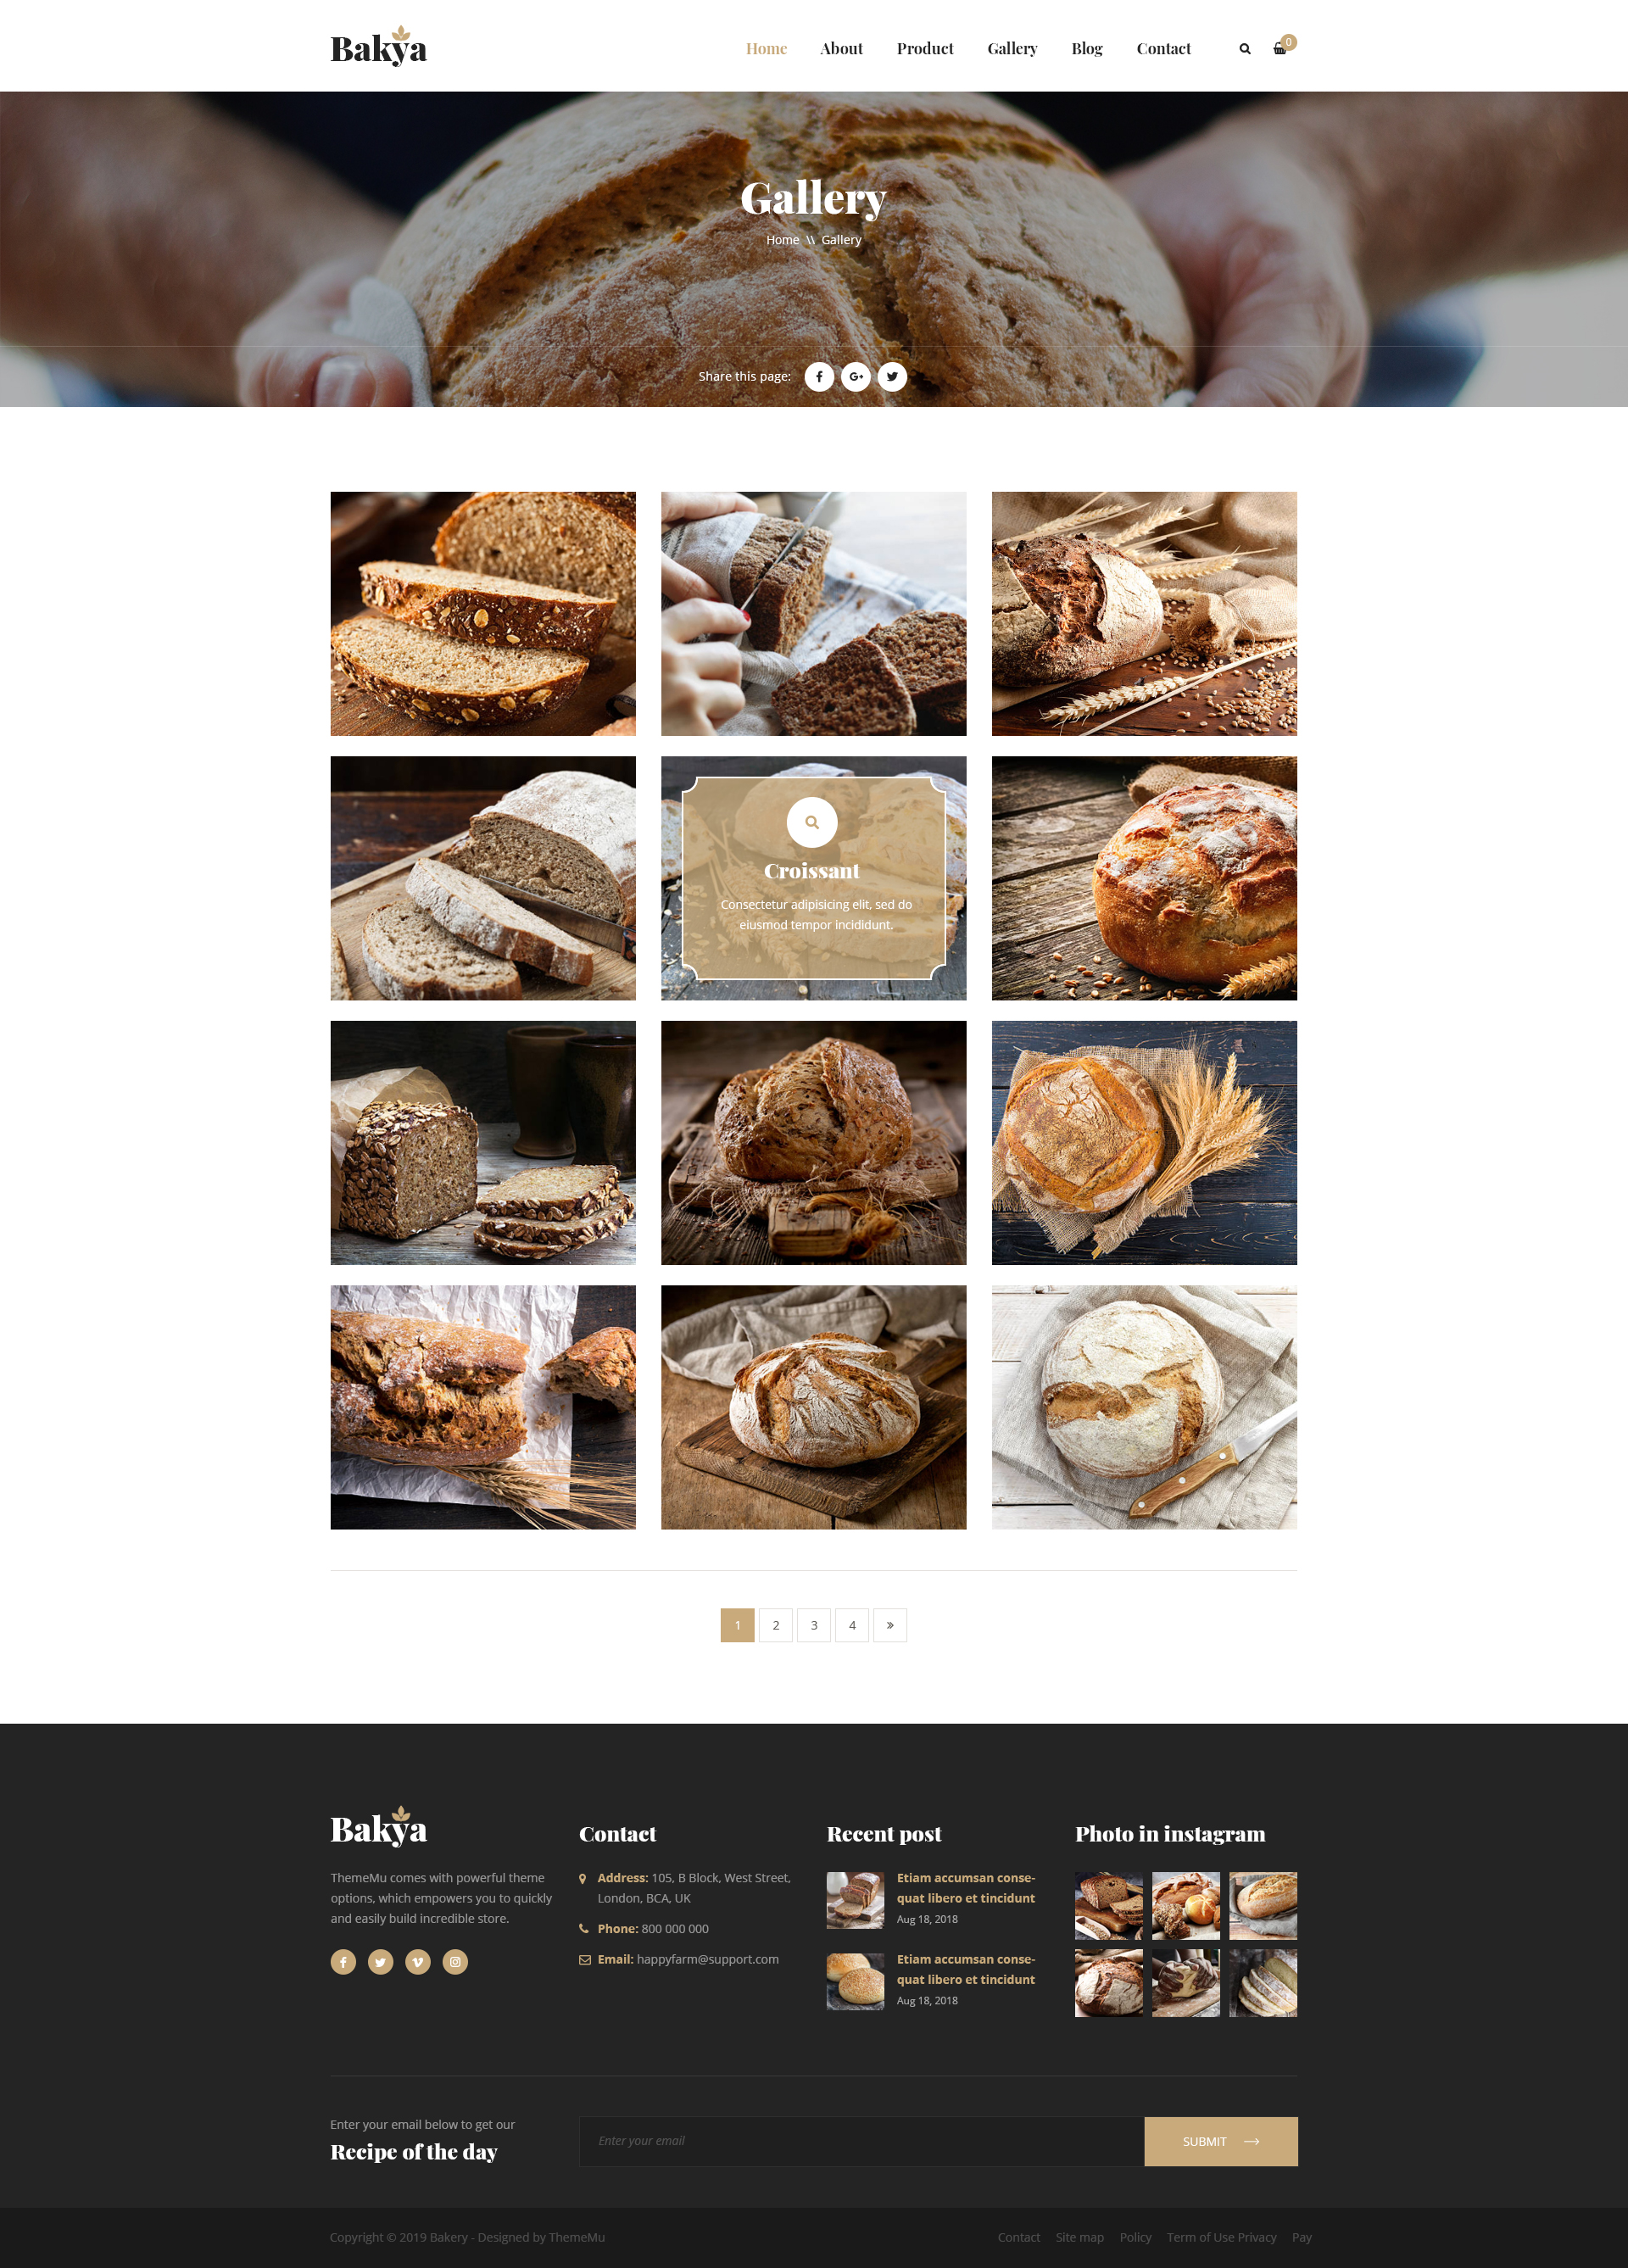 Bakya
Home About Product Gallery Blog Contact 0
Gallery
Home \\ Gallery
Share this page:
Croissant
Consectetur adipisicing elit, sed do
eiusmod tempor incididunt.
1 2 3 4 »
Bakya
ThemeMu comes with powerful theme
options, which empowers you to quickly
and easily build incredible store.
Contact
Address: 105, B Block, West Street,
London, BCA, UK
Phone: 800 000 000
Email: happyfarm@support.com
Recent post
Etiam accumsan conse-
quat libero et tincidunt
Aug 18, 2018
Etiam accumsan conse-
quat libero et tincidunt
Aug 18, 2018
Photo in instagram
Enter your email below to get our
Recipe of the day
Enter your email
SUBMIT
Copyright © 2019 Bakery - Designed by ThemeMu
Contact Site map Policy Term of Use Privacy Pay